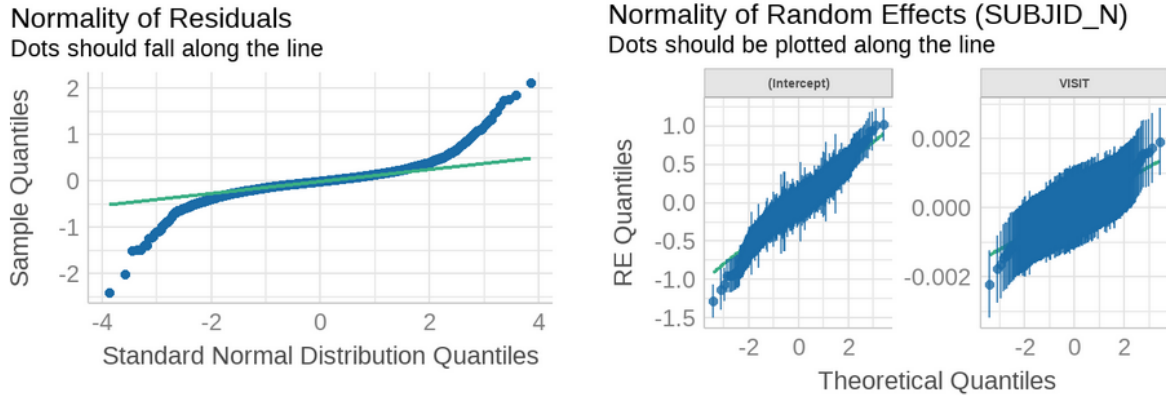 Normality of Residuals
Dots should fall along the line
2
1
0
-1
-2
Sample Quantiles
-4 -2 0 2 4
Standard Normal Distribution Quantiles
Normality of Random Effects (SUBJID_N)
Dots should be plotted along the line
(Intercept) VISIT
1.0
0.5
0.0
-0.5
-1.0
-1.5
RE Quantiles
0.002
0.000
-0.002
-2 0 2 -2 0 2
Theoretical Quantiles